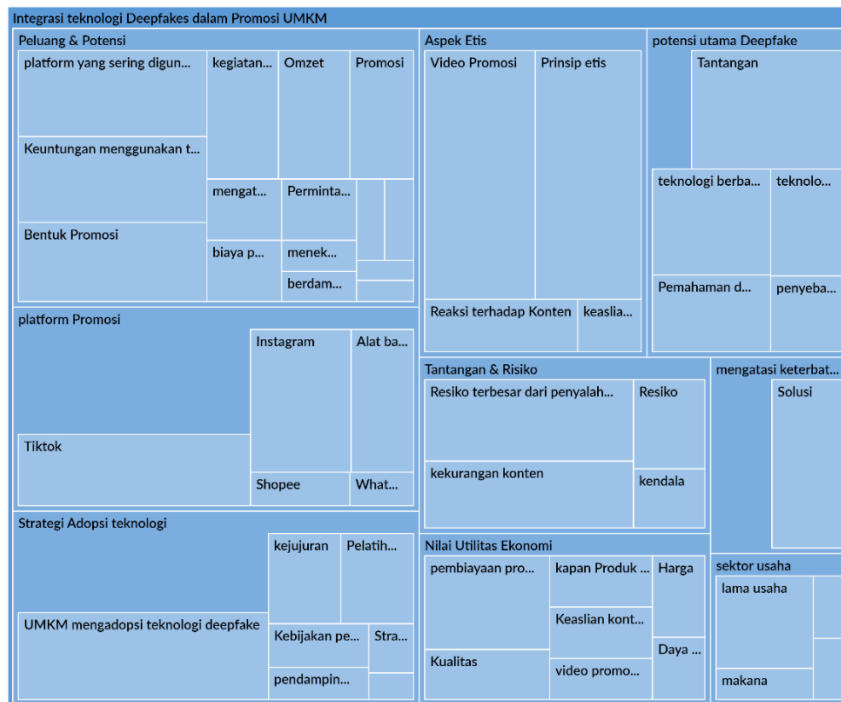 Integrasi teknologi Deepfakes dalam Promosi UMKM
Peluang & Potensi
platform yang sering digun...
kegiatan...
Omzet
Promosi
Keuntungan menggunakan t...
mengat...
Perminta...
Bentuk Promosi
biaya p...
menek...
berdam...
platform Promosi
Instagram
Alat ba...
Tiktok
Shopee
What...
Strategi Adopsi teknologi
kejujuran
Pelatih...
UMKM mengadopsi teknologi deepfake
Kebijakan pe...
Stra...
pendampin...
Aspek Etis
Video Promosi
Prinsip etis
Reaksi terhadap Konten
keaslia...
potensi utama Deepfake
Tantangan
teknologi berba...
teknolo...
Pemahaman d...
penyeba...
Tantangan & Risiko
Resiko terbesar dari penyalah...
Resiko
kekurangan konten
kendala
mengatasi keterbat...
Solusi
Nilai Utilitas Ekonomi
pembiayaan pro...
kapan Produk ...
Harga
Keaslian kont...
Kualitas
video promo...
Daya ...
sektor usaha
lama usaha
makana